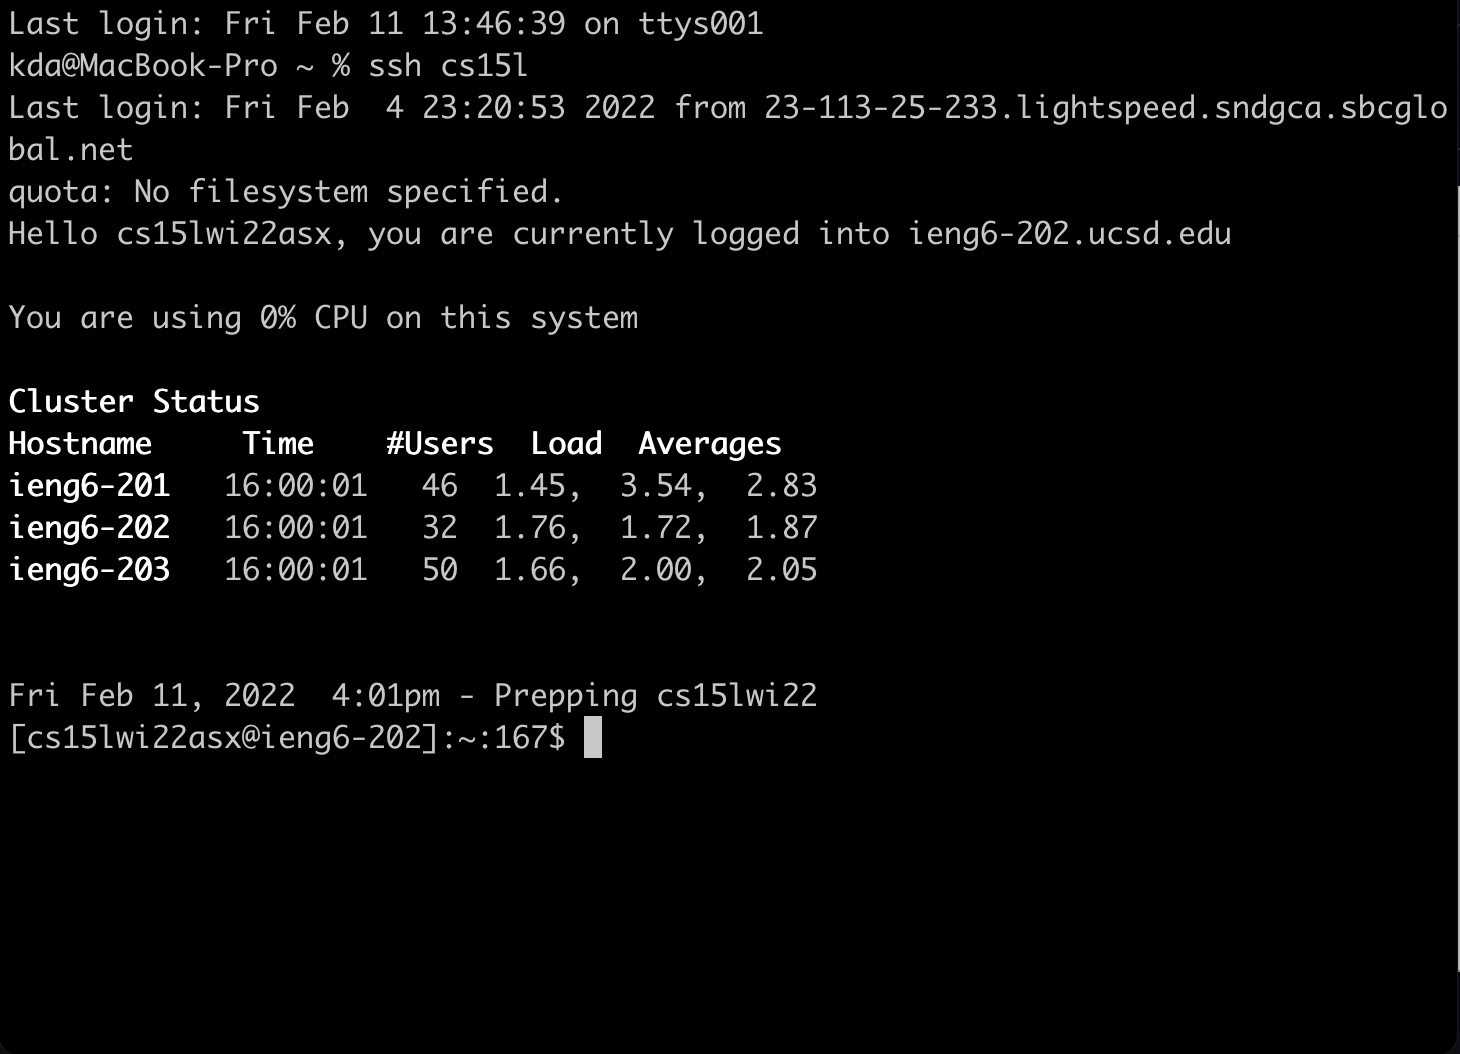 Last login: Fri Feb 11 13:46:39 on ttys001
kda@MacBook-Pro ~ % ssh cs15l
Last login: Fri Feb  4 23:20:53 2022 from 23-113-25-233.lightspeed.sndgca.sbcglo
bal.net
quota: No filesystem specified.
Hello cs15lwi22asx, you are currently logged into ieng6-202.ucsd.edu
You are using 0% CPU on this system
Cluster Status
Hostname     Time    #Users  Load  Averages
ieng6-201   16:00:01   46  1.45,  3.54,  2.83
ieng6-202   16:00:01   32  1.76,  1.72,  1.87
ieng6-203   16:00:01   50  1.66,  2.00,  2.05
Fri Feb 11, 2022  4:01pm - Prepping cs15lwi22
[cs15lwi22asx@ieng6-202]:~:167$